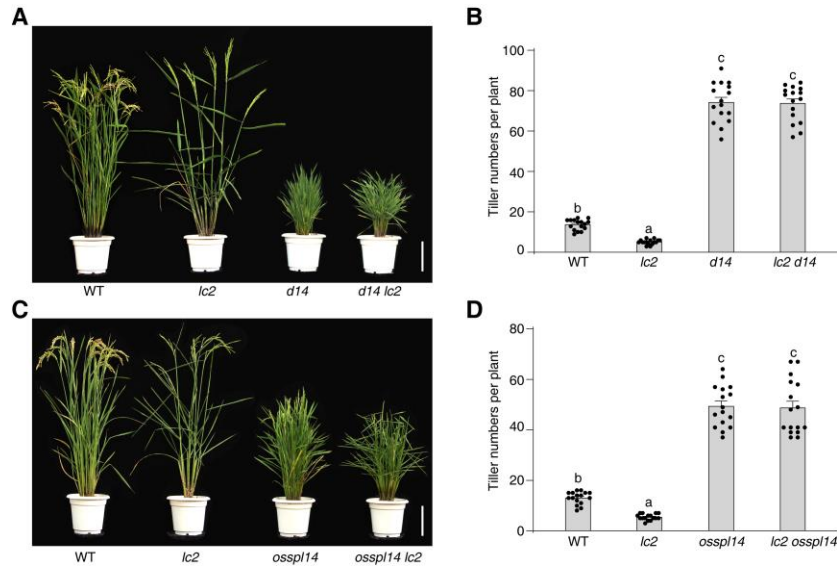 A
WT
lc2
d14
d14 lc2
B
Tiller numbers per plant
100
80
60
40
20
0
b
a
c
c
WT
lc2
d14
lc2 d14
C
WT
lc2
osspl14
osspl14 lc2
D
Tiller numbers per plant
80
60
40
20
0
b
a
c
c
WT
lc2
osspl14
lc2 osspl14